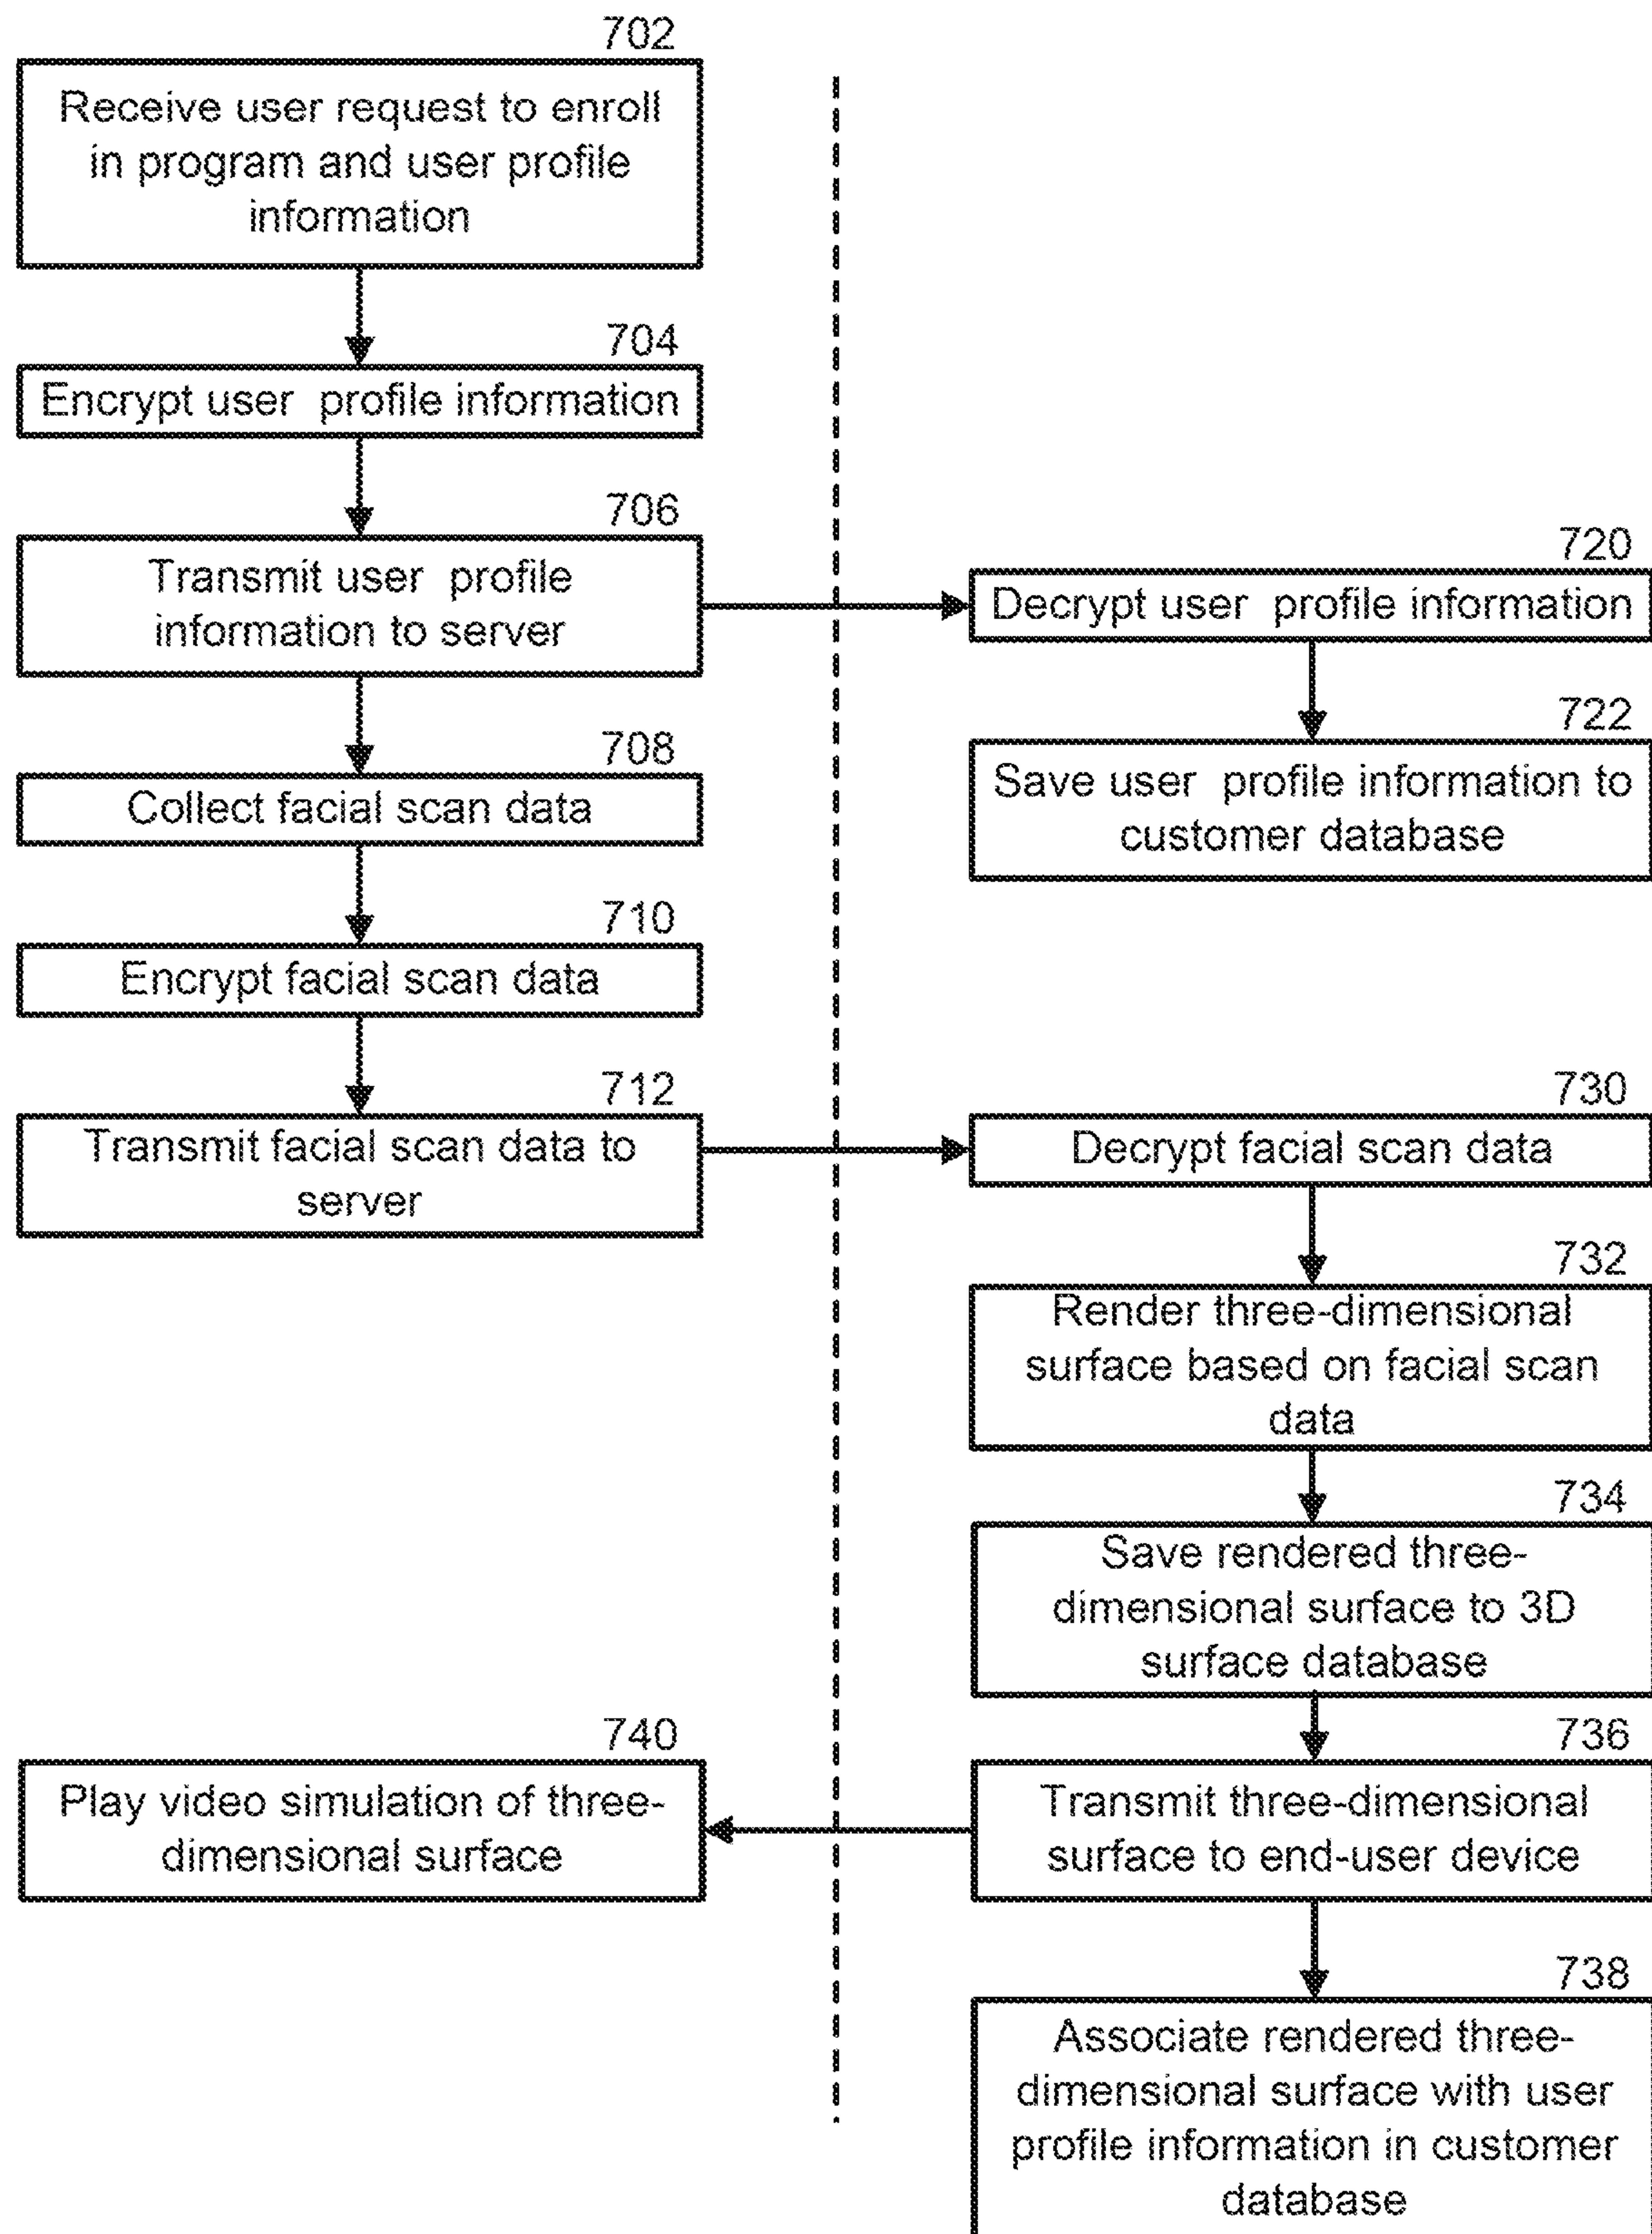 702
Receive user request to enroll
in program and user profile
information
704
Encrypt user profile information
706
Transmit user profile
information to server
708
Collect facial scan data
710
Encrypt facial scan data
712
Transmit facial scan data to
server
720
Decrypt user profile information
722
Save user profile information to
customer database
730
Decrypt facial scan data
732
Render three-dimensional
surface based on facial scan
data
734
Save rendered three-
dimensional surface to 3D
surface database
736
Transmit three-dimensional
surface to end-user device
740
Play video simulation of three-
dimensional surface
738
Associate rendered three-
dimensional surface with user
profile information in customer
database